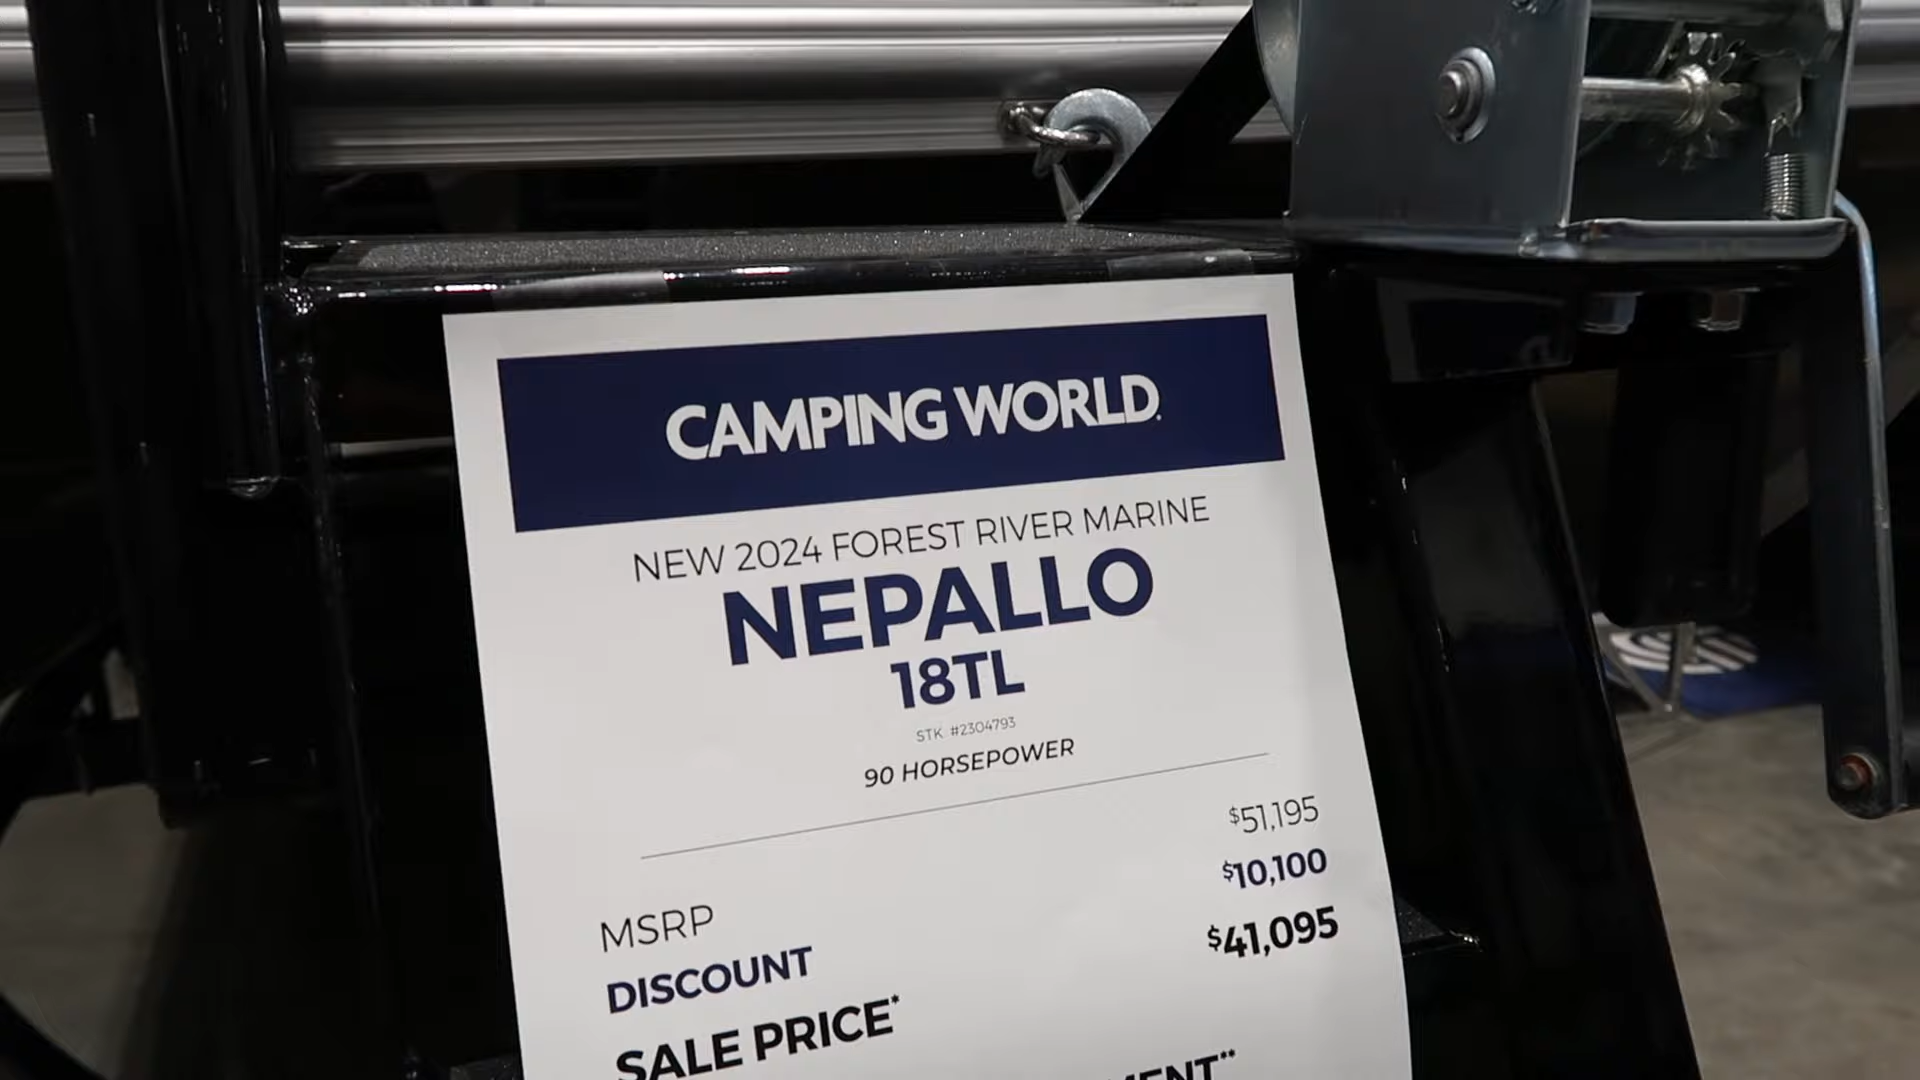 CAMPING WORLD.
NEW 2024 FOREST RIVER MARINE
NEPALLO
18TL
STK #2304793
90 HORSEPOWER
MSRP $51,195
DISCOUNT $10,100
SALE PRICE* $41,095